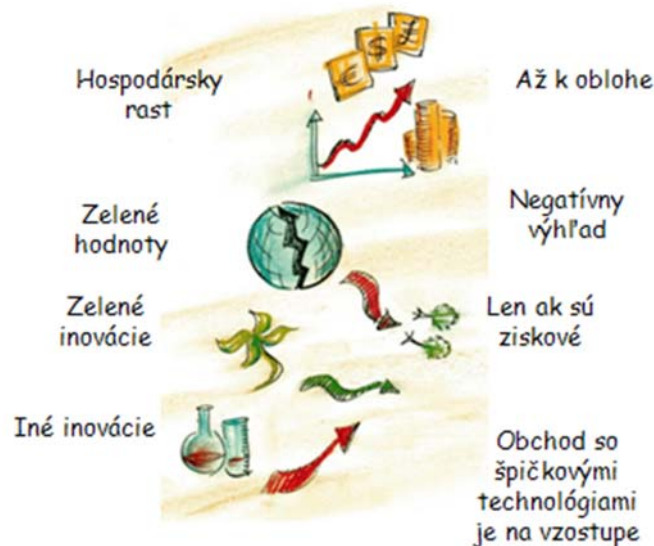 € $ £
Hospodársky
rast
Až k oblohe
Zelené
hodnoty
Negatívny
výhľad
Zelené
inovácie
Len ak sú
ziskové
Iné inovácie
Obchod so
špičkovými
technológiami
je na vzostupe